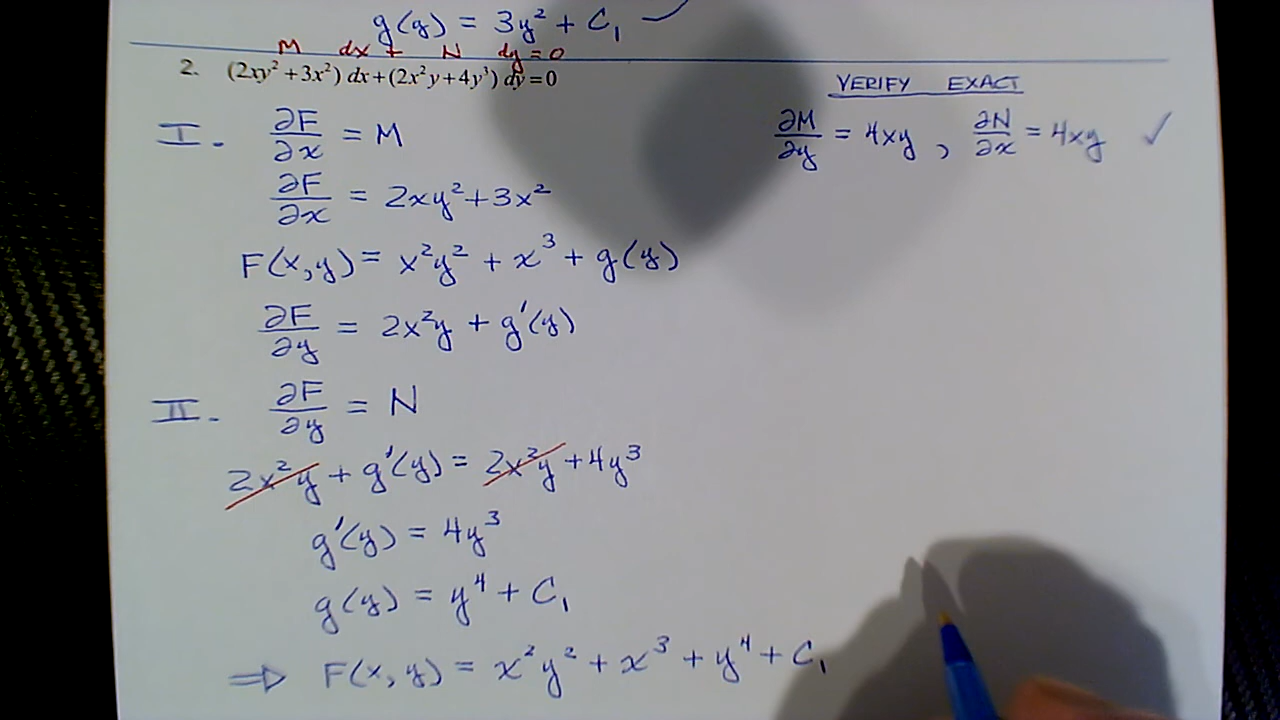 g(y) = 3y² + C₁
M dx + N dy = 0
2. (2xy² + 3x²) dx + (2x²y + 4y³) dy = 0
VERIFY EXACT
I. ∂F/∂x = M
∂M/∂y = 4xy, ∂N/∂x = 4xy ✓
∂F/∂x = 2xy² + 3x²
F(x,y) = x²y² + x³ + g(y)
∂F/∂y = 2x²y + g'(y)
II. ∂F/∂y = N
2x²y + g'(y) = 2x²y + 4y³
g'(y) = 4y³
g(y) = y⁴ + C₁
⇒ F(x,y) = x²y² + x³ + y⁴ + C₁